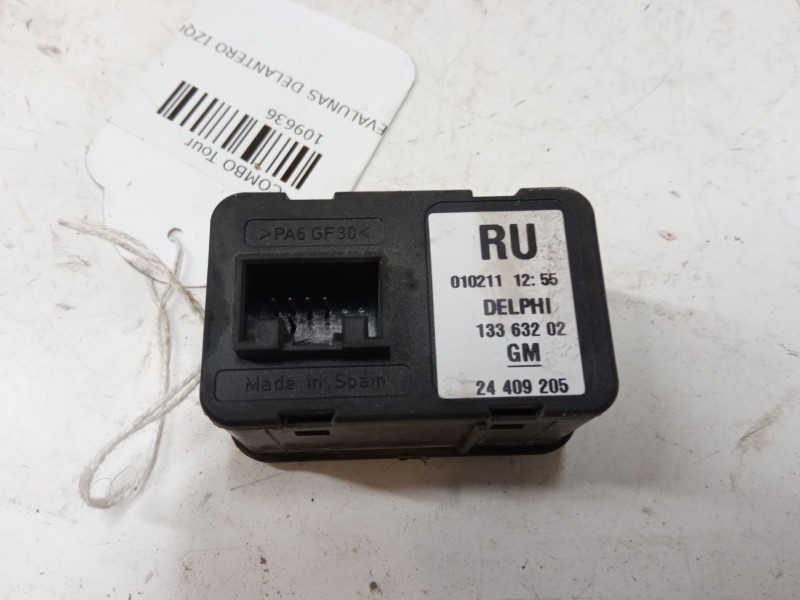 EVALUNAS DELANTERO IZQ
109636
COMBO Tour
>PA6 GF30<
Made in Spain
RU
010211 12:55
DELPHI
133 632 02
GM
24 409 205